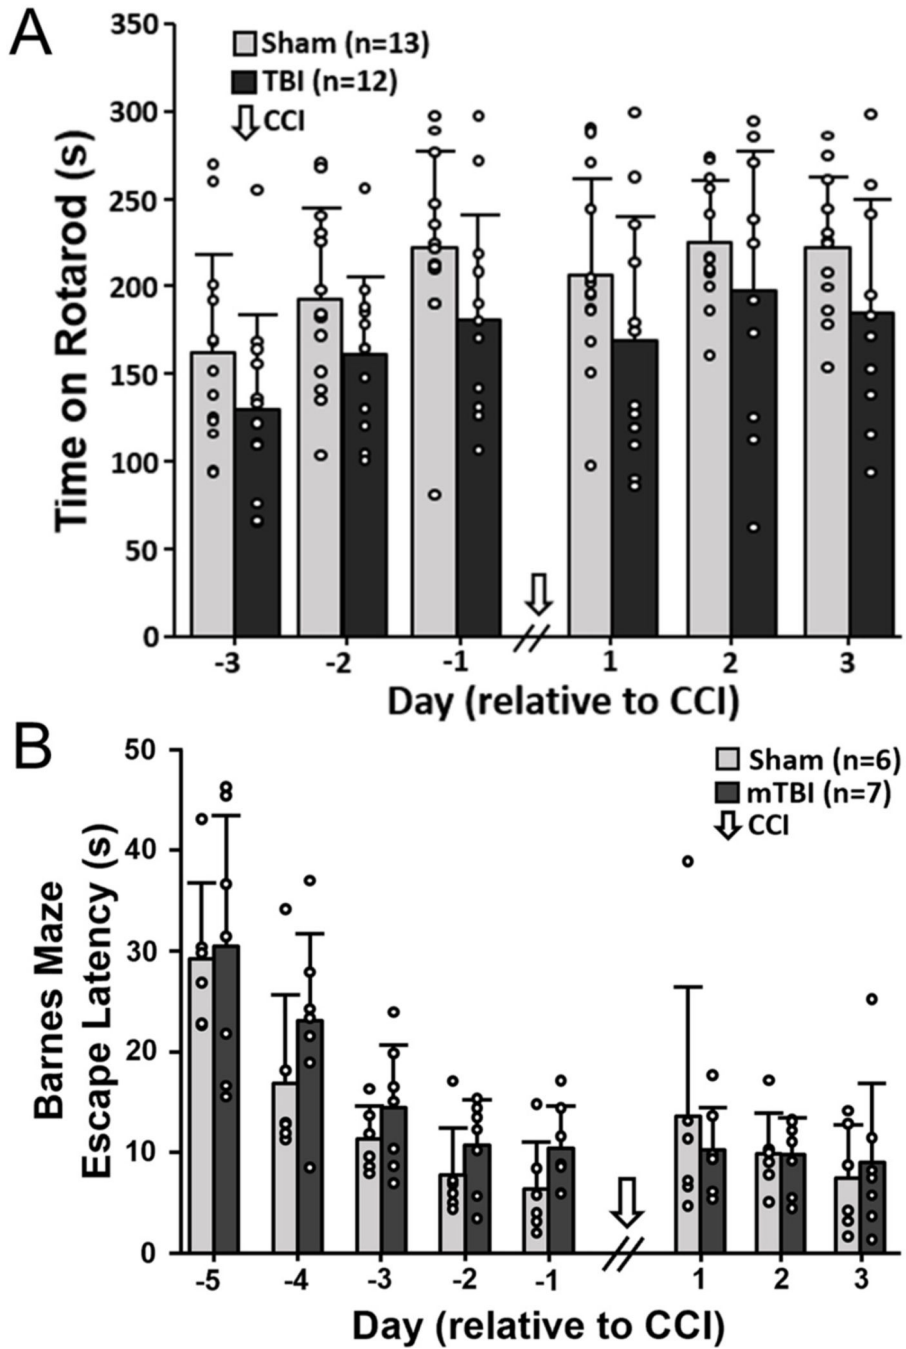 A
350
300
250
200
150
100
50
0
Time on Rotarod (s)
Sham (n=13)
TBI (n=12)
CCI
-3 -2 -1 1 2 3
Day (relative to CCI)
B
50
40
30
20
10
0
Barnes Maze
Escape Latency (s)
Sham (n=6)
mTBI (n=7)
CCI
-5 -4 -3 -2 -1 1 2 3
Day (relative to CCI)